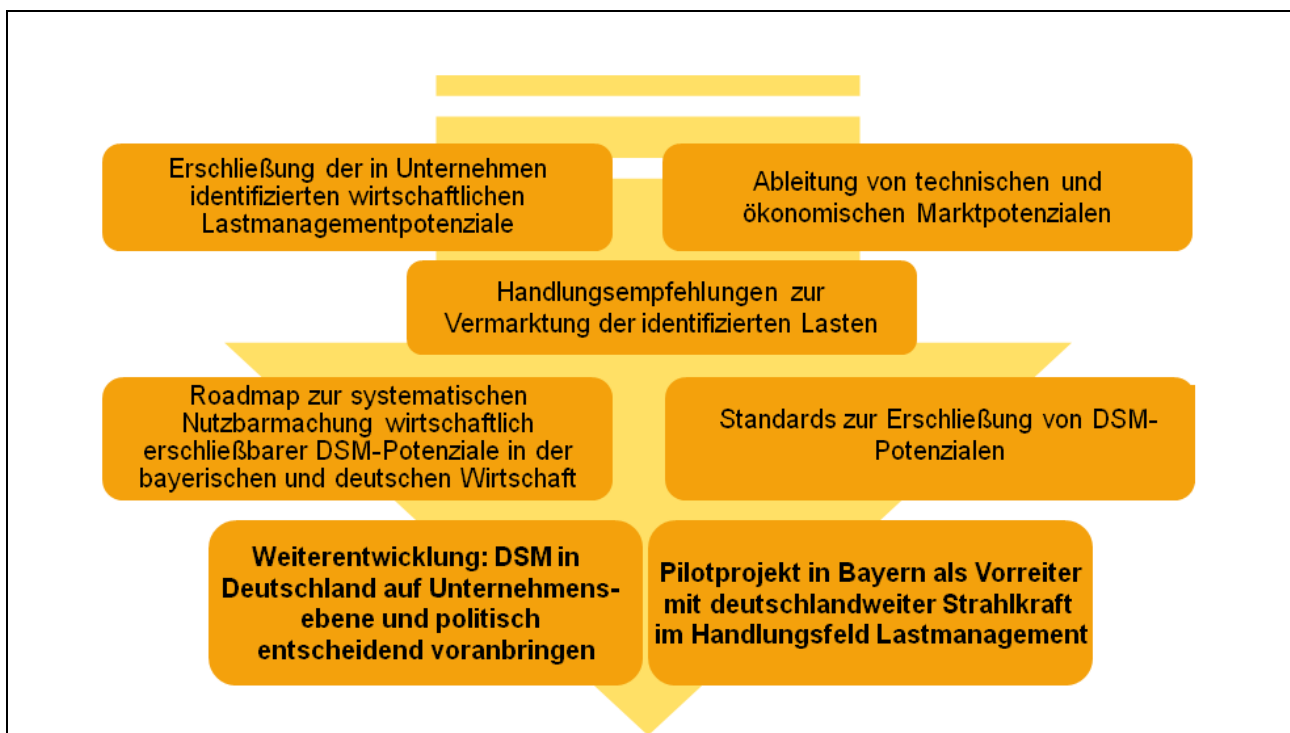 Erschließung der in Unternehmen
identifizierten wirtschaftlichen
Lastmanagementpotenziale
Ableitung von technischen und
ökonomischen Marktpotenzialen
Handlungsempfehlungen zur
Vermarktung der identifizierten Lasten
Roadmap zur systematischen
Nutzbarmachung wirtschaftlich
erschließbarer DSM-Potenziale in der
bayerischen und deutschen Wirtschaft
Standards zur Erschließung von DSM-
Potenzialen
Weiterentwicklung: DSM in
Deutschland auf Unternehmens-
ebene und politisch
entscheidend voranbringen
Pilotprojekt in Bayern als Vorreiter
mit deutschlandweiter Strahlkraft
im Handlungsfeld Lastmanagement